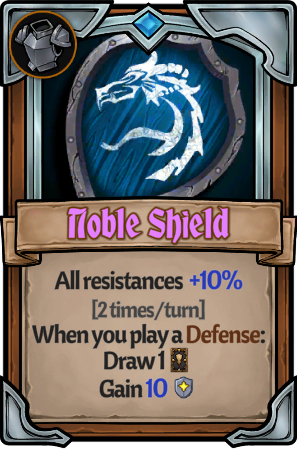 Noble Shield
All resistances +10%
[2 times/turn]
When you play a Defense:
Draw 1
Gain 10